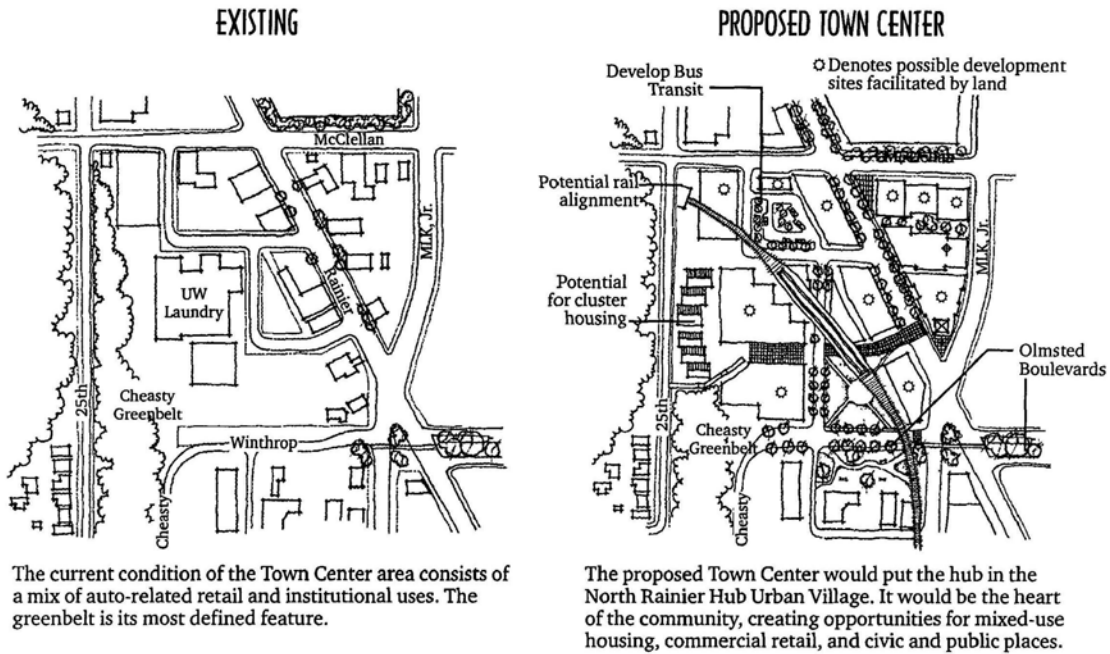 EXISTING
McClellan
MLK, Jr.
Rainier
UW
Laundry
25th
Cheasty
Greenbelt
Winthrop
Cheasty
The current condition of the Town Center area consists of
a mix of auto-related retail and institutional uses. The
greenbelt is its most defined feature.
PROPOSED TOWN CENTER
Develop Bus
Transit
Denotes possible development
sites facilitated by land
Potential rail
alignment
MLK, Jr.
Potential
for cluster
housing
Olmsted
Boulevards
25th
Cheasty
Greenbelt
Cheasty
The proposed Town Center would put the hub in the
North Rainier Hub Urban Village. It would be the heart
of the community, creating opportunities for mixed-use
housing, commercial retail, and civic and public places.